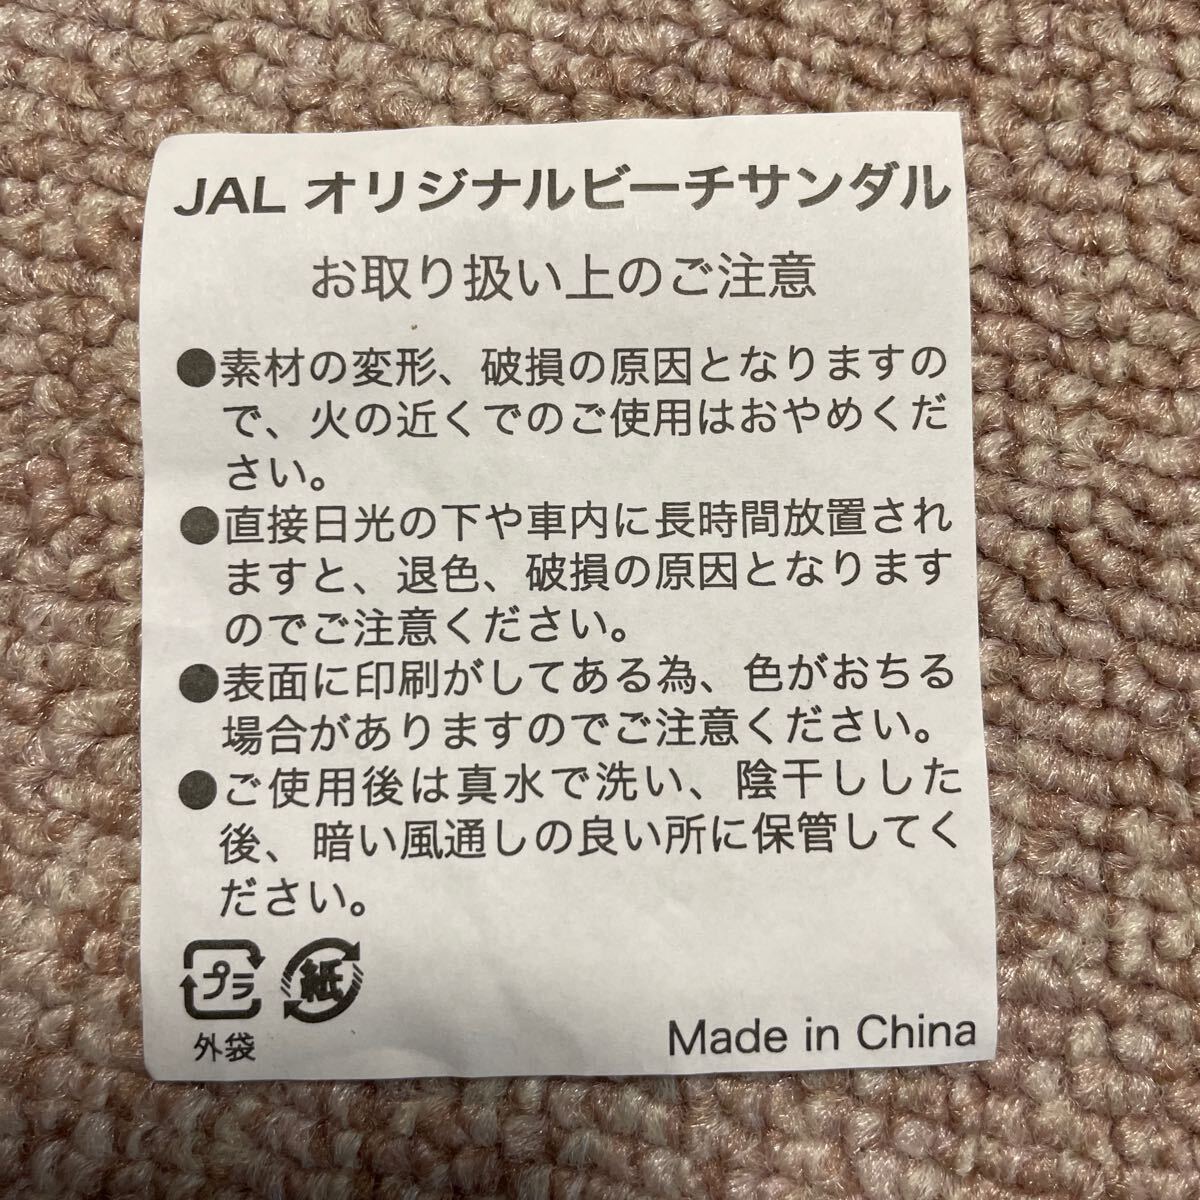 JAL オリジナルビーチサンダル
お取り扱い上のご注意
●素材の変形、破損の原因となりますの
で、火の近くでのご使用はおやめくだ
さい。
●直接日光の下や車内に長時間放置され
ますと、退色、破損の原因となります
のでご注意ください。
●表面に印刷がしてある為、色がおちる
場合がありますのでご注意ください。
●ご使用後は真水で洗い、陰干しした
後、暗い風通しの良い所に保管してく
ださい。
プラ 紙
外袋
Made in China